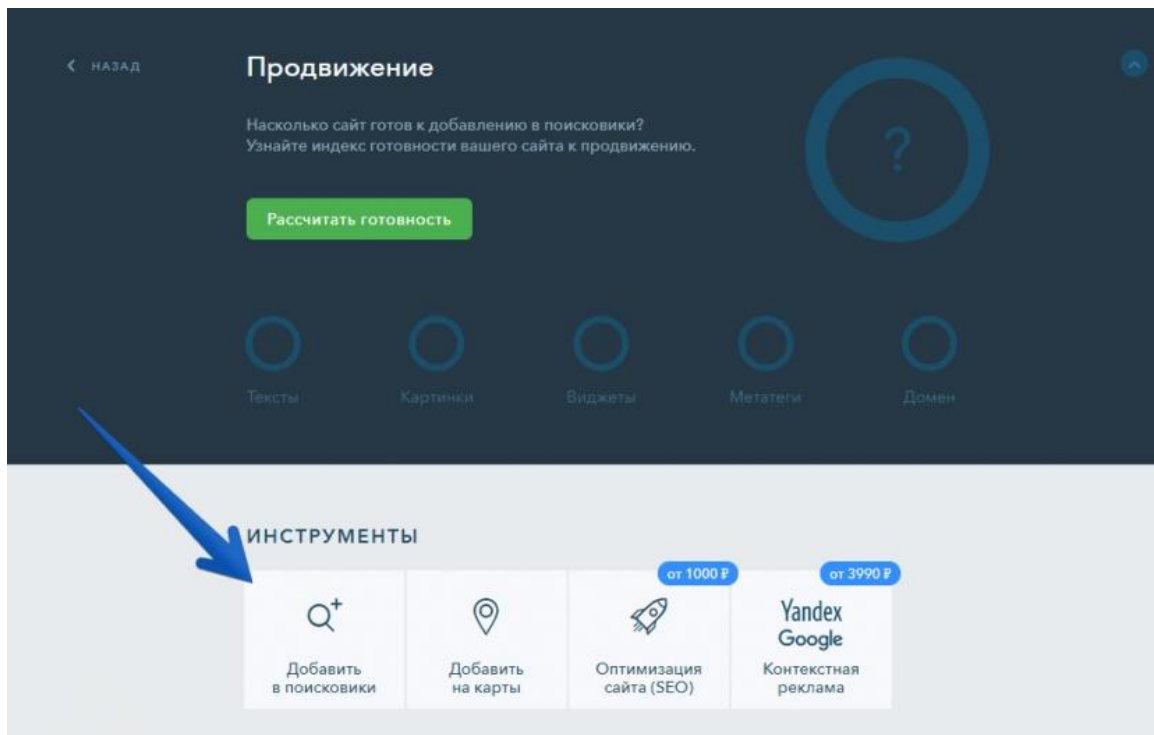 НАЗАД
Продвижение
Насколько сайт готов к добавлению в поисковики?
Узнайте индекс готовности вашего сайта к продвижению.
?
Рассчитать готовность
Тексты
Картинки
Виджеты
Метатеги
Домен
ИНСТРУМЕНТЫ
Добавить
в поисковики
Добавить
на карты
от 1000 ₽
Оптимизация
сайта (SEO)
от 3990 ₽
Yandex
Google
Контекстная
реклама